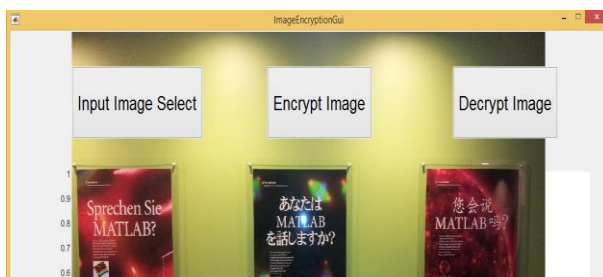 ImageEncryptionGui
Input Image Select
Encrypt Image
Decrypt Image
1
0.9
0.8
0.7
0.6
Sprechen Sie
MATLAB?
あなたは
MATLAB
を話しますか?
您会说
MATLAB吗?